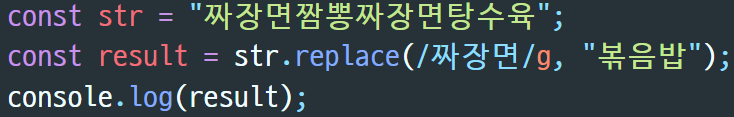 const str = "짜장면짬뽕짜장면탕수육";
const result = str.replace(/짜장면/g, "볶음밥");
console.log(result);